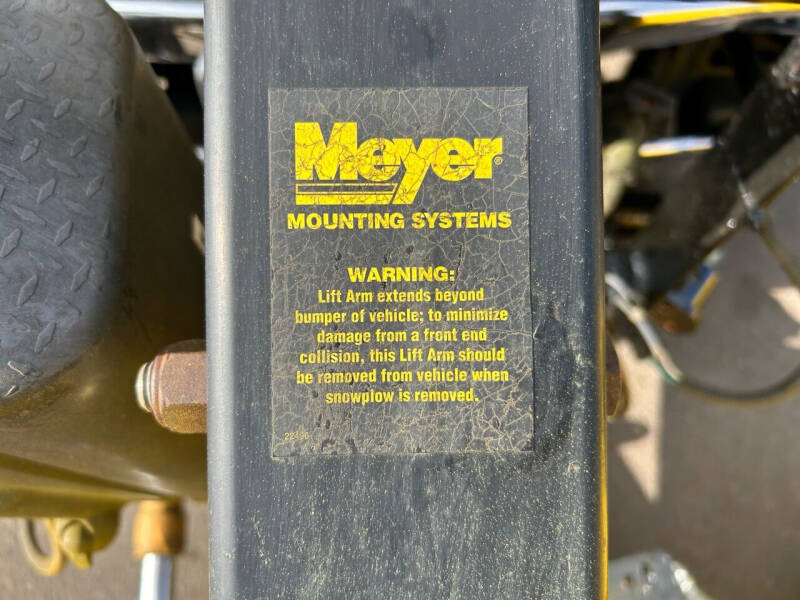 Meyer®
MOUNTING SYSTEMS
WARNING:
Lift Arm extends beyond
bumper of vehicle; to minimize
damage from a front end
collision, this Lift Arm should
be removed from vehicle when
snowplow is removed.